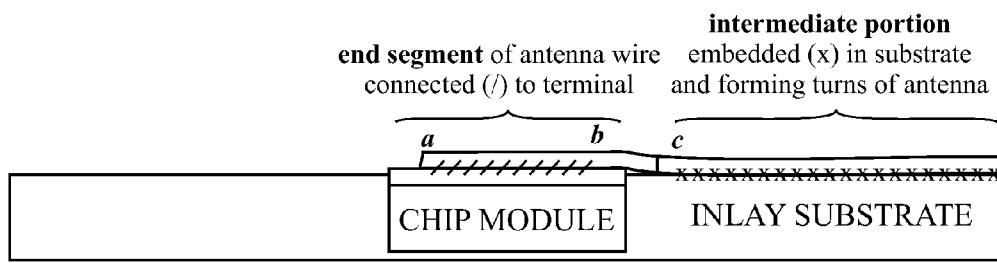 intermediate portion
end segment of antenna wire
embedded (x) in substrate
connected (/) to terminal
and forming turns of antenna
a
b
c
xxxxxxxxxxxxxxxxxxxx
CHIP MODULE
INLAY SUBSTRATE